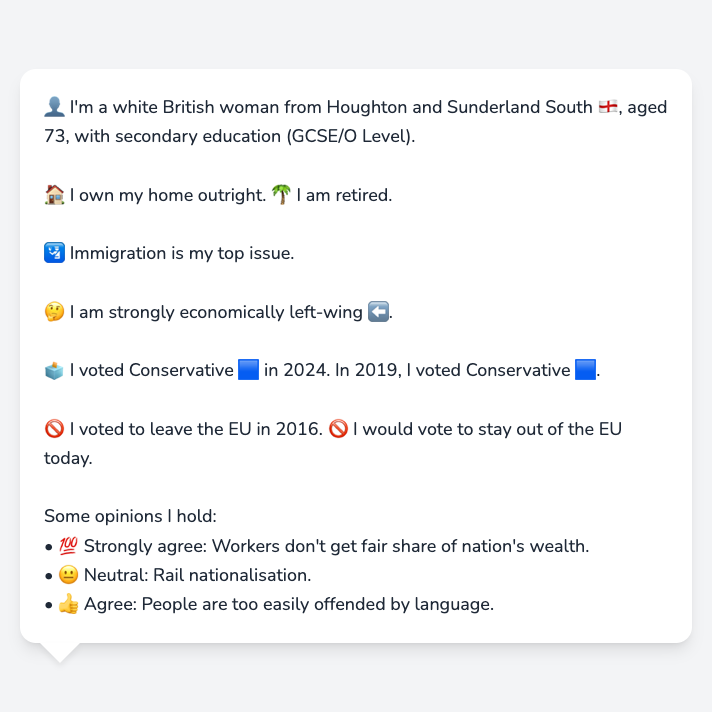 👤 I'm a white British woman from Houghton and Sunderland South 🏴󠁧󠁢󠁥󠁮󠁧󠁿, aged
73, with secondary education (GCSE/O Level).
🏠 I own my home outright. 🌴 I am retired.
🛂 Immigration is my top issue.
🤔 I am strongly economically left-wing ⬅️.
🗳️ I voted Conservative 🟦 in 2024. In 2019, I voted Conservative 🟦.
🚫 I voted to leave the EU in 2016. 🚫 I would vote to stay out of the EU
today.
Some opinions I hold:
• 💯 Strongly agree: Workers don't get fair share of nation's wealth.
• 😐 Neutral: Rail nationalisation.
• 👍 Agree: People are too easily offended by language.